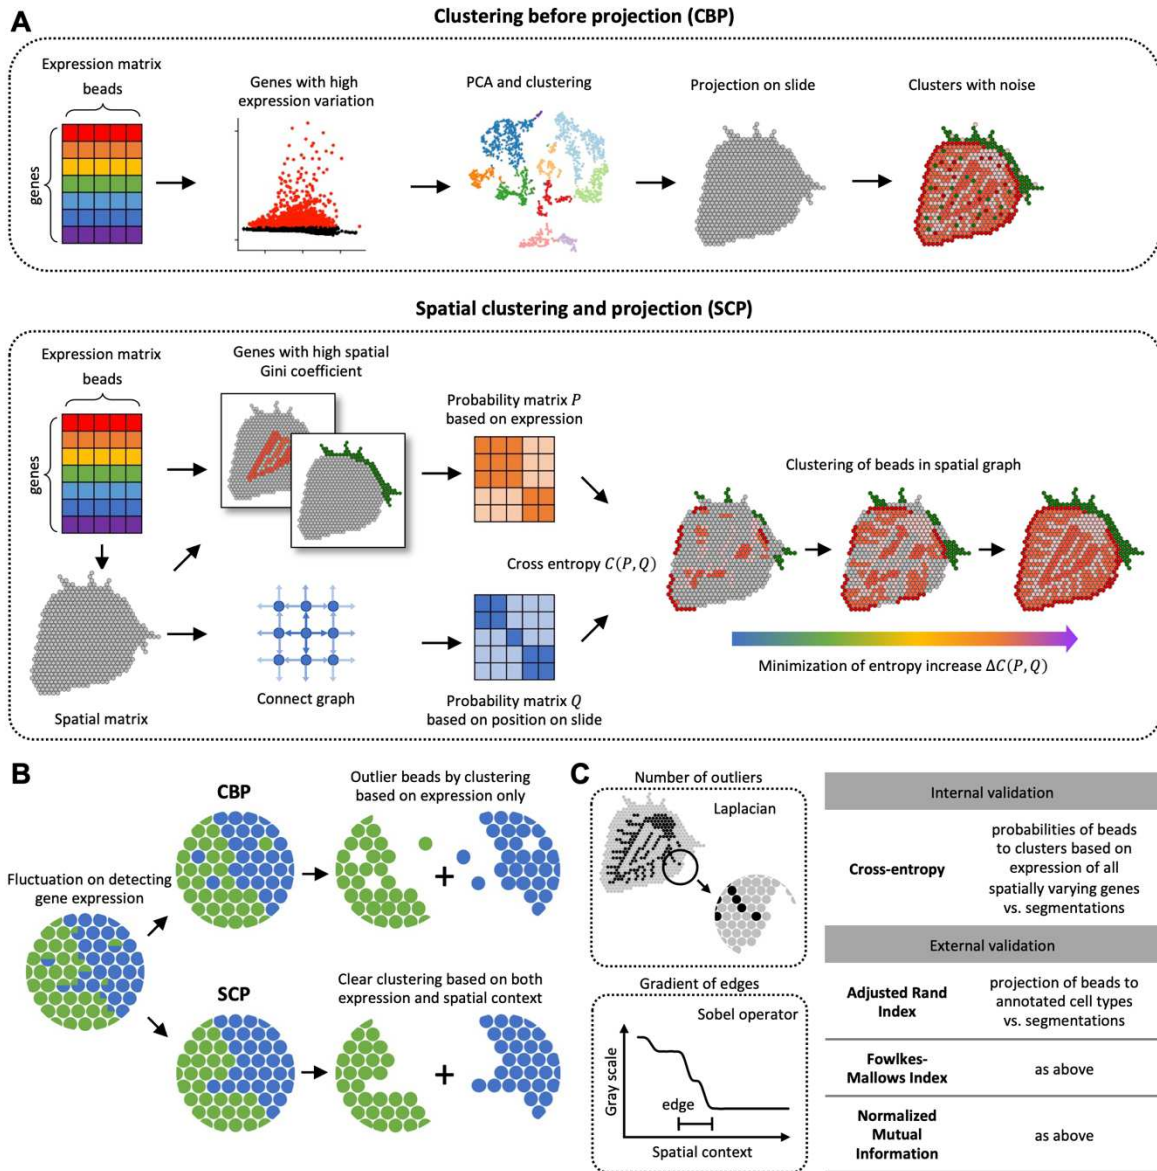 A
Clustering before projection (CBP)
Expression matrix
beads
genes
Genes with high
expression variation
PCA and clustering
Projection on slide
Clusters with noise
Spatial clustering and projection (SCP)
Expression matrix
beads
genes
Spatial matrix
Genes with high spatial
Gini coefficient
Connect graph
Probability matrix P
based on expression
Cross entropy C(P, Q)
Probability matrix Q
based on position on slide
Clustering of beads in spatial graph
Minimization of entropy increase ΔC(P, Q)
B
Fluctuation on detecting
gene expression
CBP
Outlier beads by clustering
based on expression only
+
SCP
Clear clustering based on both
expression and spatial context
+
C
Number of outliers
Laplacian
Gradient of edges
Sobel operator
Gray scale
edge
Spatial context
Internal validation
Cross-entropy
probabilities of beads
to clusters based on
expression of all
spatially varying genes
vs. segmentations
External validation
Adjusted Rand
Index
projection of beads to
annotated cell types
vs. segmentations
Fowlkes-
Mallows Index
as above
Normalized
Mutual
Information
as above